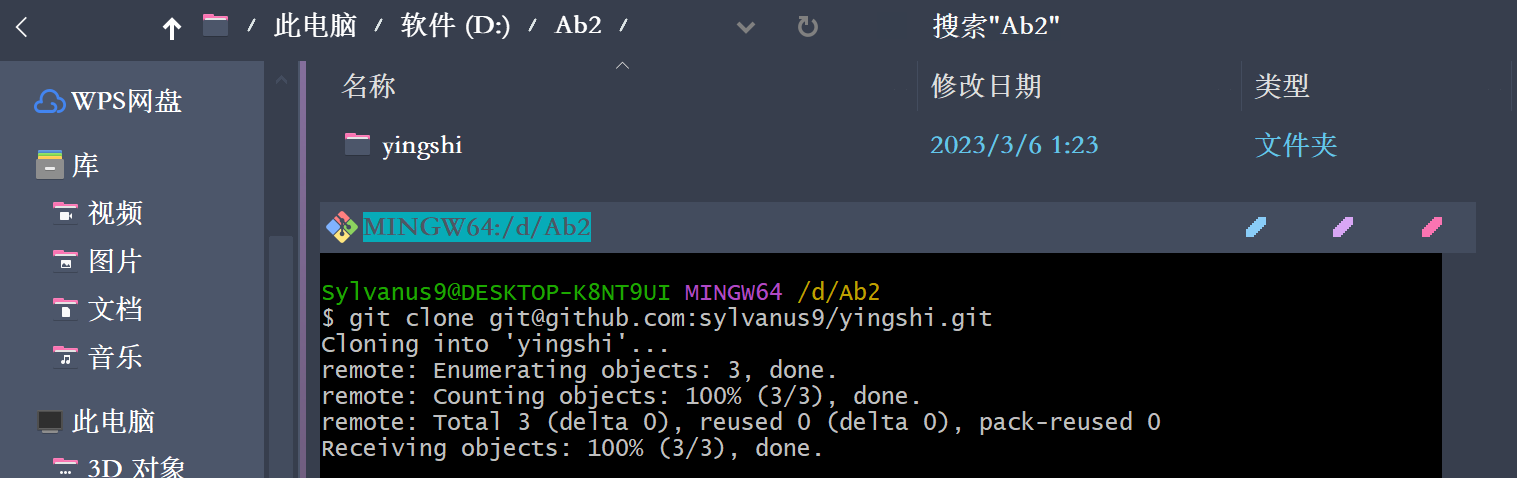 / 此电脑 / 软件 (D:) / Ab2 / 搜索"Ab2"
WPS网盘
库
视频
图片
文档
音乐
此电脑
3D 对象
名称 修改日期 类型
yingshi 2023/3/6 1:23 文件夹
MINGW64:/d/Ab2
Sylvanus9@DESKTOP-K8NT9UI MINGW64 /d/Ab2
$ git clone git@github.com:sylvanus9/yingshi.git
Cloning into 'yingshi'...
remote: Enumerating objects: 3, done.
remote: Counting objects: 100% (3/3), done.
remote: Total 3 (delta 0), reused 0 (delta 0), pack-reused 0
Receiving objects: 100% (3/3), done.